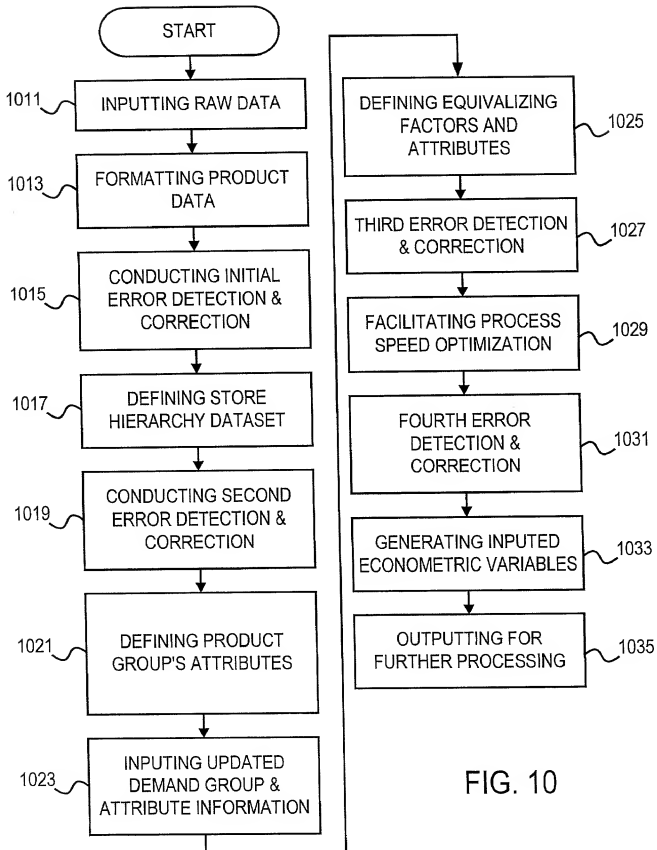 START
1011
INPUTTING RAW DATA
1013
FORMATTING PRODUCT
DATA
1015
CONDUCTING INITIAL
ERROR DETECTION &
CORRECTION
1017
DEFINING STORE
HIERARCHY DATASET
1019
CONDUCTING SECOND
ERROR DETECTION &
CORRECTION
1021
DEFINING PRODUCT
GROUP'S ATTRIBUTES
1023
INPUTING UPDATED
DEMAND GROUP &
ATTRIBUTE INFORMATION
DEFINING EQUIVALIZING
FACTORS AND
ATTRIBUTES
1025
THIRD ERROR DETECTION
& CORRECTION
1027
FACILITATING PROCESS
SPEED OPTIMIZATION
1029
FOURTH ERROR
DETECTION &
CORRECTION
1031
GENERATING INPUTED
ECONOMETRIC VARIABLES
1033
OUTPUTTING FOR
FURTHER PROCESSING
1035
FIG. 10